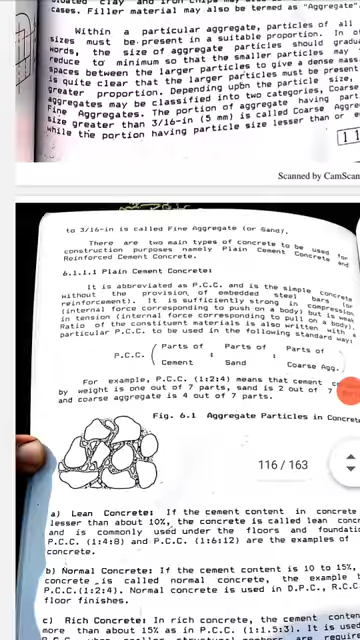 cases. Filler material may also be termed as "Aggregate".
Within a particular aggregate, particles of all
sizes must be present in a suitable proportion. In o
words, the size of aggregate particles should gradu
reduce to minimum so that the smaller particles may
spaces between the larger particles to give a dense mass.
is quite clear that the larger particles must be present
greater proportion. Depending upon the particle size,
aggregates may be classified into two categories, Coarse
Fine Aggregates. The portion of aggregate having part
size greater than 3/16-in (5 mm) is called Coarse Aggre
while the portion having particle size lesser than or e
Scanned by CamScan
to 3/16-in is called Fine Aggregate (or Sand).
There are two main types of concrete to be used for
construction purposes namely Plain Cement Concrete and
Reinforced Cement Concrete.
6.1.1.1 Plain Cement Concrete:
It is abbreviated as P.C.C. and is the simple concrete
without the provision of embedded steel bars (or
reinforcement). It is sufficiently strong in compression
(internal force corresponding to push on a body) but is weak
in tension (internal force corresponding to pull on a body).
Ratio of the constituent materials is also written with a
particular P.C.C. to be used in the following standard way:
Parts of Parts of Parts of
P.C.C. ( : : )
Cement Sand Coarse Agg.
For example, P.C.C. (1:2:4) means that cement c
by weight is one out of 7 parts, sand is 2 out of 7
and coarse aggregate is 4 out of 7 parts.
Fig. 6.1 Aggregate Particles in Concret
116 / 163
a) Lean Concrete: If the cement content in concrete
lesser than about 10%, the concrete is called lean conc
and is commonly used under the floors and foundatio
P.C.C. (1:4:8) and P.C.C. (1:6:12) are the examples of
concrete.
b) Normal Concrete: If the cement content is 10 to 15%,
concrete is called normal concrete, the example b
P.C.C.(1:2:4). Normal concrete is used in D.P.C., R.C.C.
floor finishes.
c) Rich Concrete: In rich concrete, the cement conten
more than about 15% as in P.C.C. (1:1.5:3). It is used